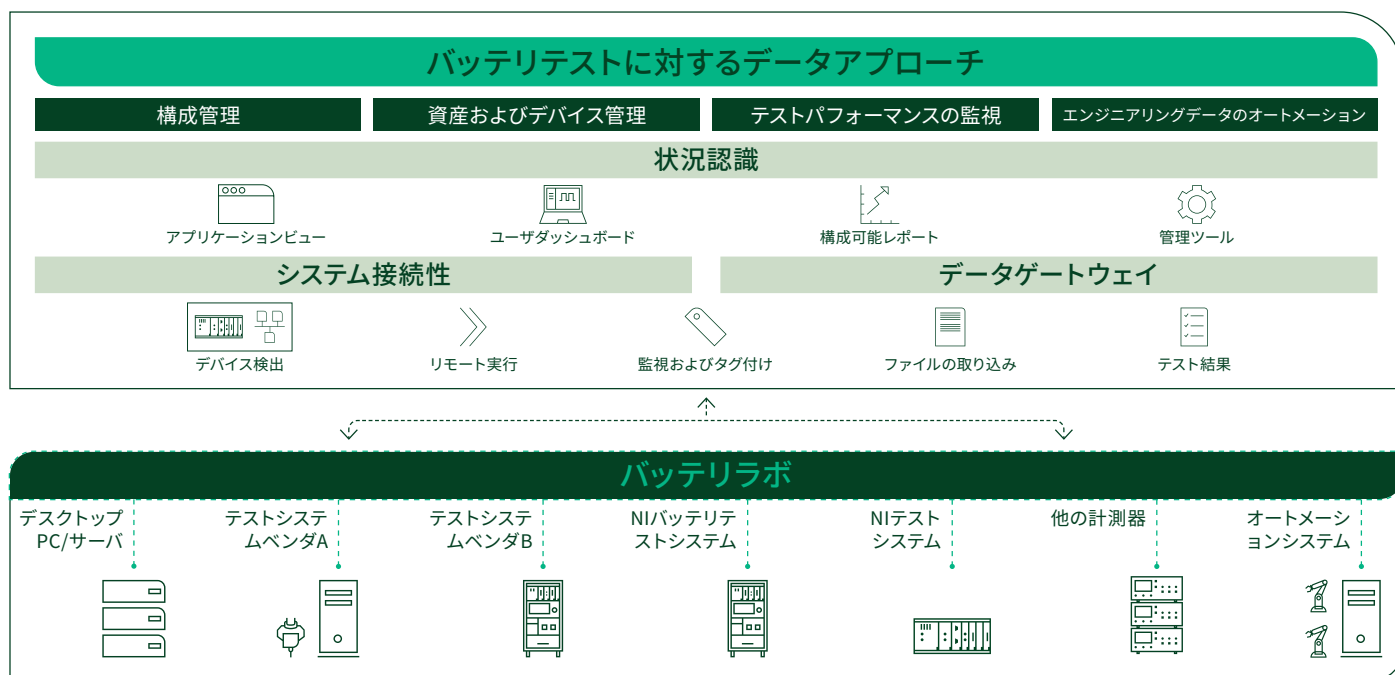 バッテリテストに対するデータアプローチ
構成管理
資産およびデバイス管理
テストパフォーマンスの監視
エンジニアリングデータのオートメーション
状況認識
アプリケーションビュー
ユーザダッシュボード
構成可能レポート
管理ツール
システム接続性
データゲートウェイ
デバイス検出
リモート実行
監視およびタグ付け
ファイルの取り込み
テスト結果
バッテリラボ
デスクトップ
PC/サーバ
テストシステ
ムベンダA
テストシステ
ムベンダB
NIバッテリテ
ストシステム
NIテスト
システム
他の計測器
オートメーシ
ョンシステム